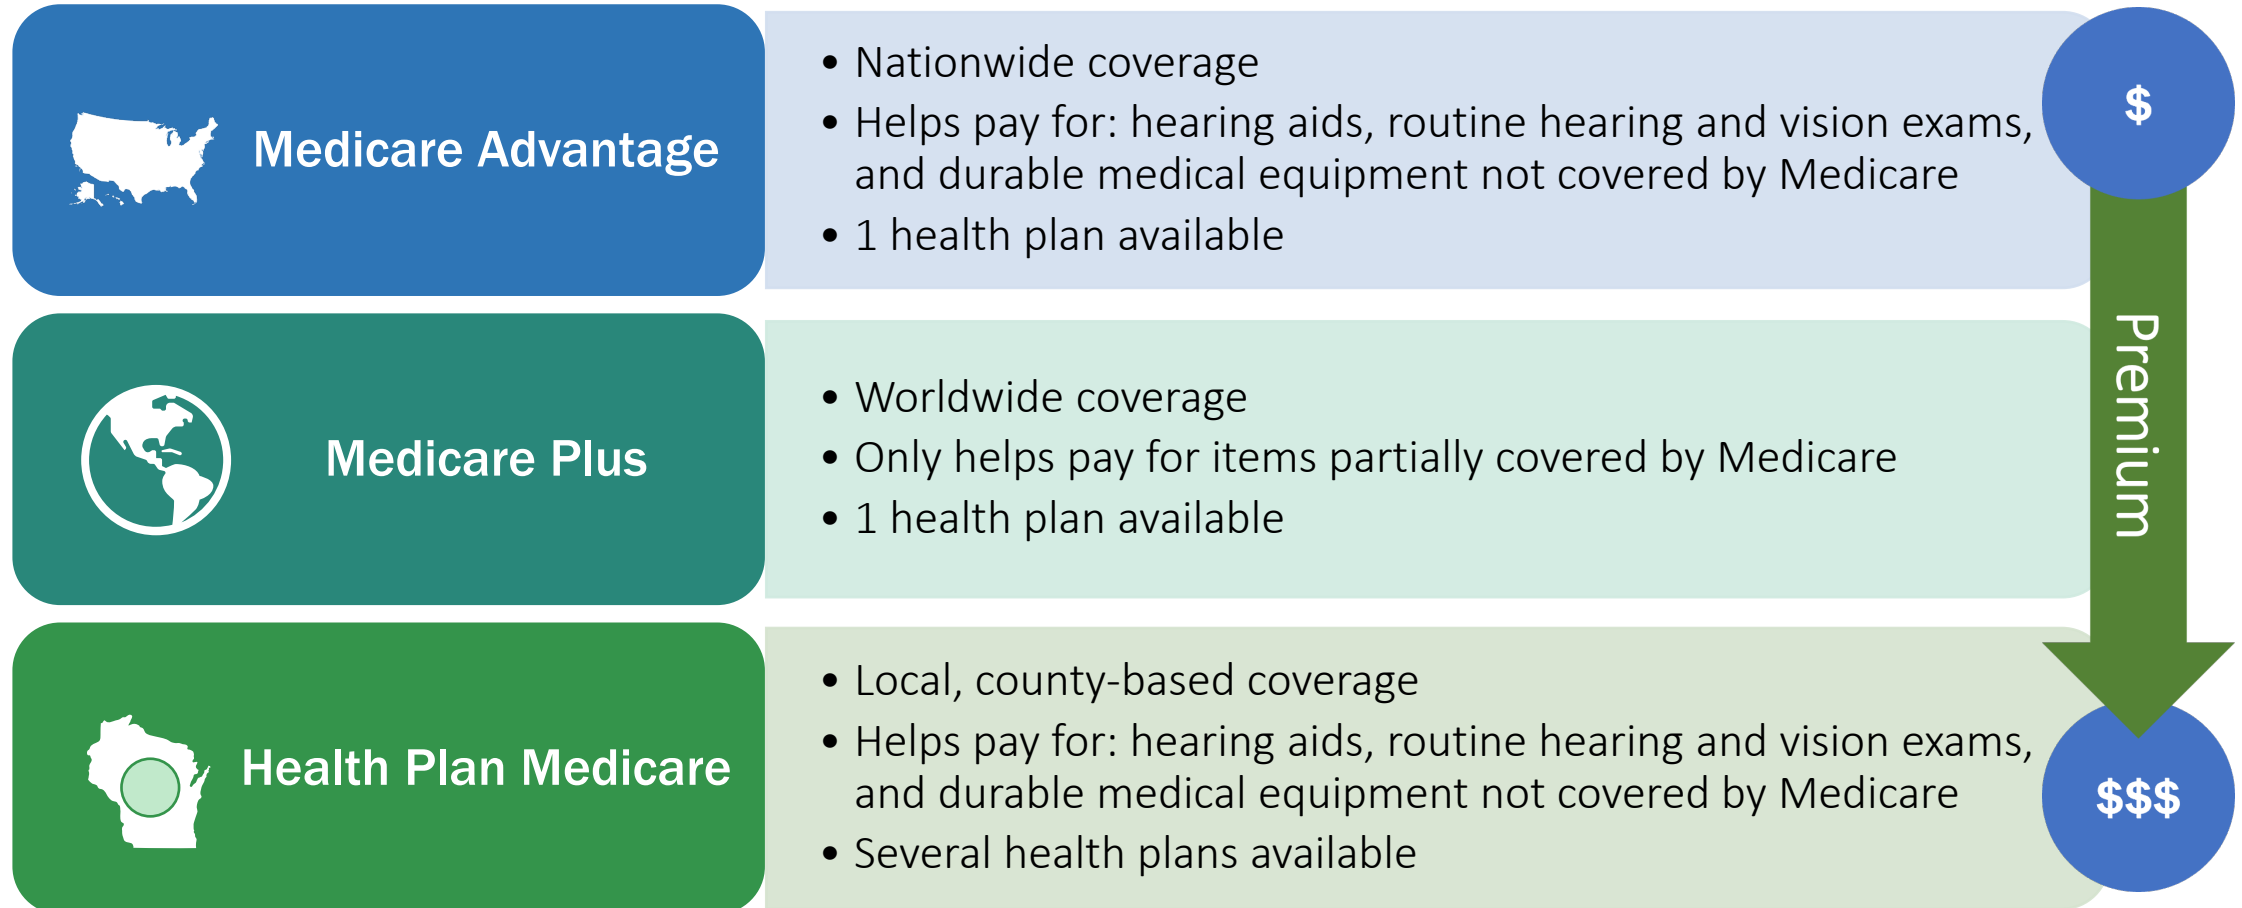 Medicare Advantage
• Nationwide coverage
• Helps pay for: hearing aids, routine hearing and vision exams,
and durable medical equipment not covered by Medicare
• 1 health plan available
$
Premium
Medicare Plus
• Worldwide coverage
• Only helps pay for items partially covered by Medicare
• 1 health plan available
Health Plan Medicare
• Local, county-based coverage
• Helps pay for: hearing aids, routine hearing and vision exams,
and durable medical equipment not covered by Medicare
• Several health plans available
$$$